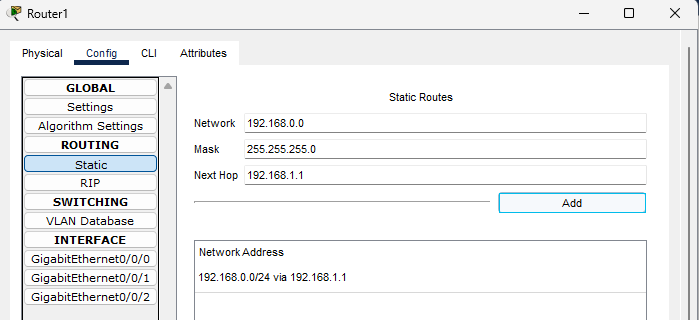 Router1
Physical Config CLI Attributes
GLOBAL
Settings
Algorithm Settings
ROUTING
Static
RIP
SWITCHING
VLAN Database
INTERFACE
GigabitEthernet0/0/0
GigabitEthernet0/0/1
GigabitEthernet0/0/2
Static Routes
Network 192.168.0.0
Mask 255.255.255.0
Next Hop 192.168.1.1
Add
Network Address
192.168.0.0/24 via 192.168.1.1